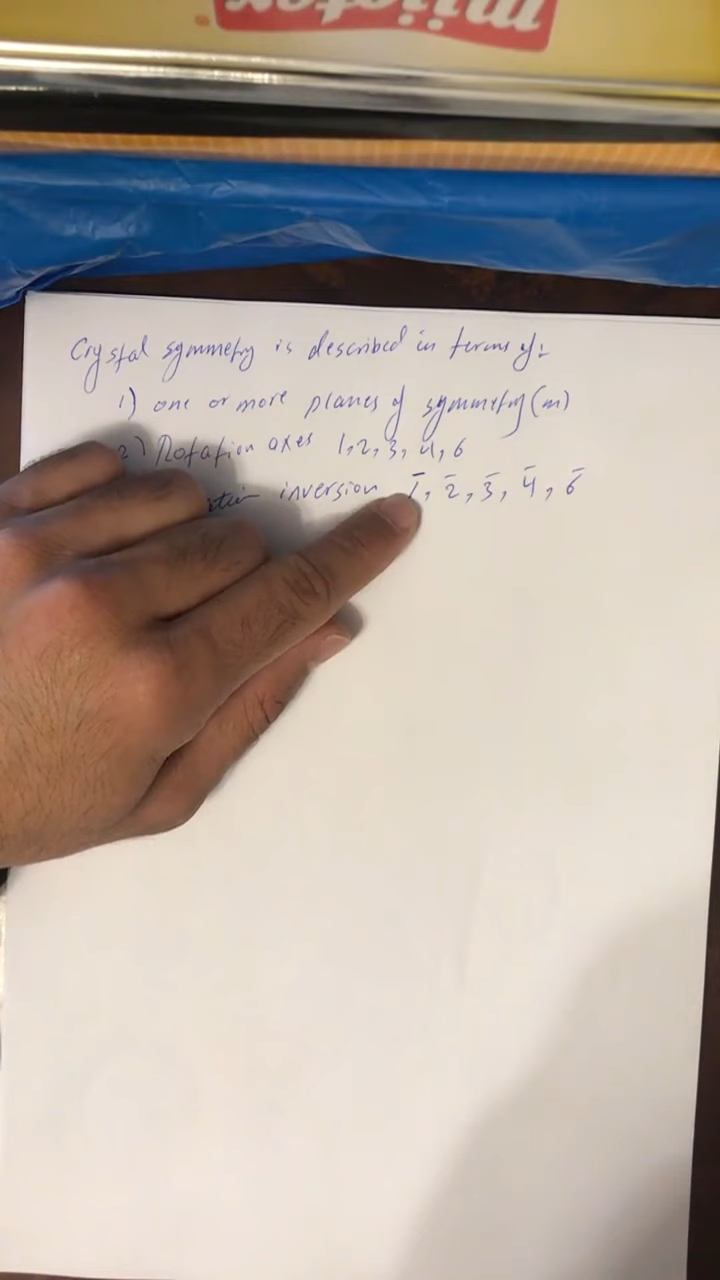 mintax
Crystal symmetry is described in terms of:
1) one or more planes of symmetry (m)
2) Rotation axes 1, 2, 3, 4, 6
inversion 1̅, 2̅, 3̅, 4̅, 6̅